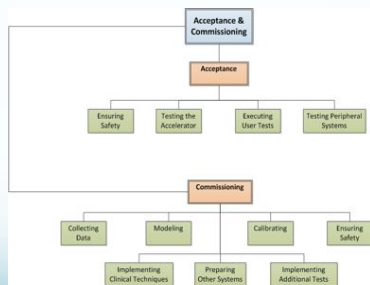 Acceptance &
Commissioning
Acceptance
Ensuring
Safety
Testing the
Accelerator
Executing
User Tests
Testing Peripheral
Systems
Commissioning
Collecting
Data
Modeling
Calibrating
Ensuring
Safety
Implementing
Clinical Techniques
Preparing
Other Systems
Implementing
Additional Tests